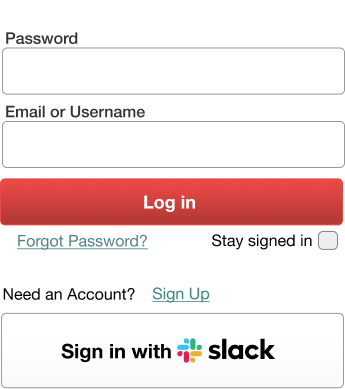 Password
Email or Username
Log in
Forgot Password? Stay signed in
Need an Account? Sign Up
Sign in with slack